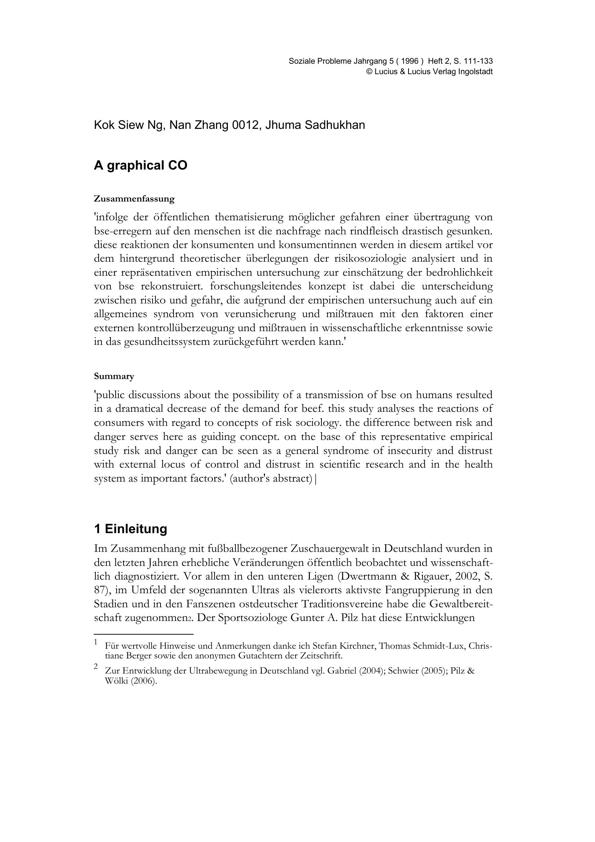 Soziale Probleme Jahrgang 5 ( 1996 ) Heft 2, S. 111-133
© Lucius & Lucius Verlag Ingolstadt
Kok Siew Ng, Nan Zhang 0012, Jhuma Sadhukhan
A graphical CO
Zusammenfassung
'infolge der öffentlichen thematisierung möglicher gefahren einer übertragung von
bse-erregern auf den menschen ist die nachfrage nach rindfleisch drastisch gesunken.
diese reaktionen der konsumenten und konsumentinnen werden in diesem artikel vor
dem hintergrund theoretischer überlegungen der risikosoziologie analysiert und in
einer repräsentativen empirischen untersuchung zur einschätzung der bedrohlichkeit
von bse rekonstruiert. forschungsleitendes konzept ist dabei die unterscheidung
zwischen risiko und gefahr, die aufgrund der empirischen untersuchung auch auf ein
allgemeines syndrom von verunsicherung und mißtrauen mit den faktoren einer
externen kontrollüberzeugung und mißtrauen in wissenschaftliche erkenntnisse sowie
in das gesundheitssystem zurückgeführt werden kann.'
Summary
'public discussions about the possibility of a transmission of bse on humans resulted
in a dramatical decrease of the demand for beef. this study analyses the reactions of
consumers with regard to concepts of risk sociology. the difference between risk and
danger serves here as guiding concept. on the base of this representative empirical
study risk and danger can be seen as a general syndrome of insecurity and distrust
with external locus of control and distrust in scientific research and in the health
system as important factors.' (author's abstract)|
1 Einleitung
Im Zusammenhang mit fußballbezogener Zuschauergewalt in Deutschland wurden in
den letzten Jahren erhebliche Veränderungen öffentlich beobachtet und wissenschaft-
lich diagnostiziert. Vor allem in den unteren Ligen (Dwertmann & Rigauer, 2002, S.
87), im Umfeld der sogenannten Ultras als vielerorts aktivste Fangruppierung in den
Stadien und in den Fanszenen ostdeutscher Traditionsvereine habe die Gewaltbereit-
schaft zugenommen2. Der Sportsoziologe Gunter A. Pilz hat diese Entwicklungen
1 Für wertvolle Hinweise und Anmerkungen danke ich Stefan Kirchner, Thomas Schmidt-Lux, Chris-
tiane Berger sowie den anonymen Gutachtern der Zeitschrift.
2 Zur Entwicklung der Ultrabewegung in Deutschland vgl. Gabriel (2004); Schwier (2005); Pilz &
Wölki (2006).